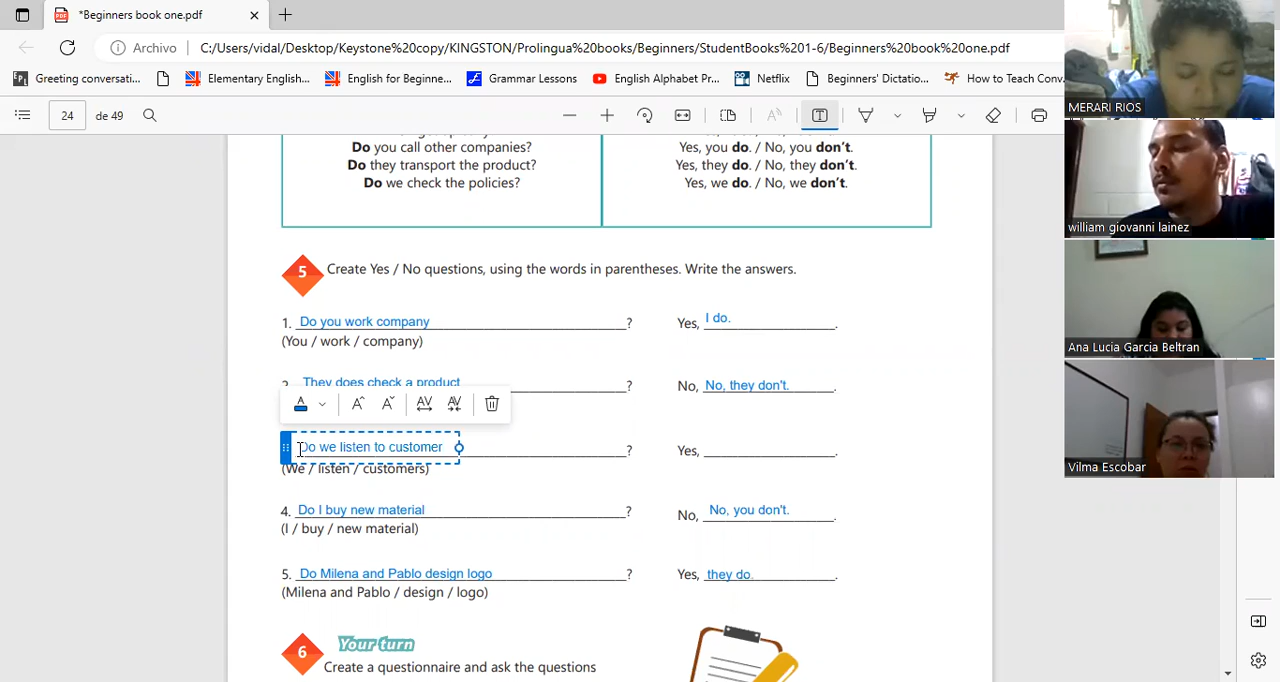 *Beginners book one.pdf
Archivo
C:/Users/vidal/Desktop/Keystone%20copy/KINGSTON/Prolingua%20books/Beginners/StudentBooks%201-6/Beginners%20book%20one.pdf
Greeting conversati...
Elementary English...
English for Beginne...
Grammar Lessons
English Alphabet Pr...
Netflix
Beginners' Dictatio...
How to Teach Conv
24 de 49
MERARI RIOS
william giovanni lainez
Ana Lucia Garcia Beltran
Vilma Escobar
Do you call other companies?
Yes, you do. / No, you don't.
Do they transport the product?
Yes, they do. / No, they don't.
Do we check the policies?
Yes, we do. / No, we don't.
5 Create Yes / No questions, using the words in parentheses. Write the answers.
1. Do you work company ? Yes, I do. .
(You / work / company)
They does check a product ? No, No, they don't. .
Do we listen to customer ? Yes, .
(We / listen / customers)
4. Do I buy new material ? No, No, you don't. .
(I / buy / new material)
5. Do Milena and Pablo design logo ? Yes, they do. .
(Milena and Pablo / design / logo)
6 Your turn
Create a questionnaire and ask the questions